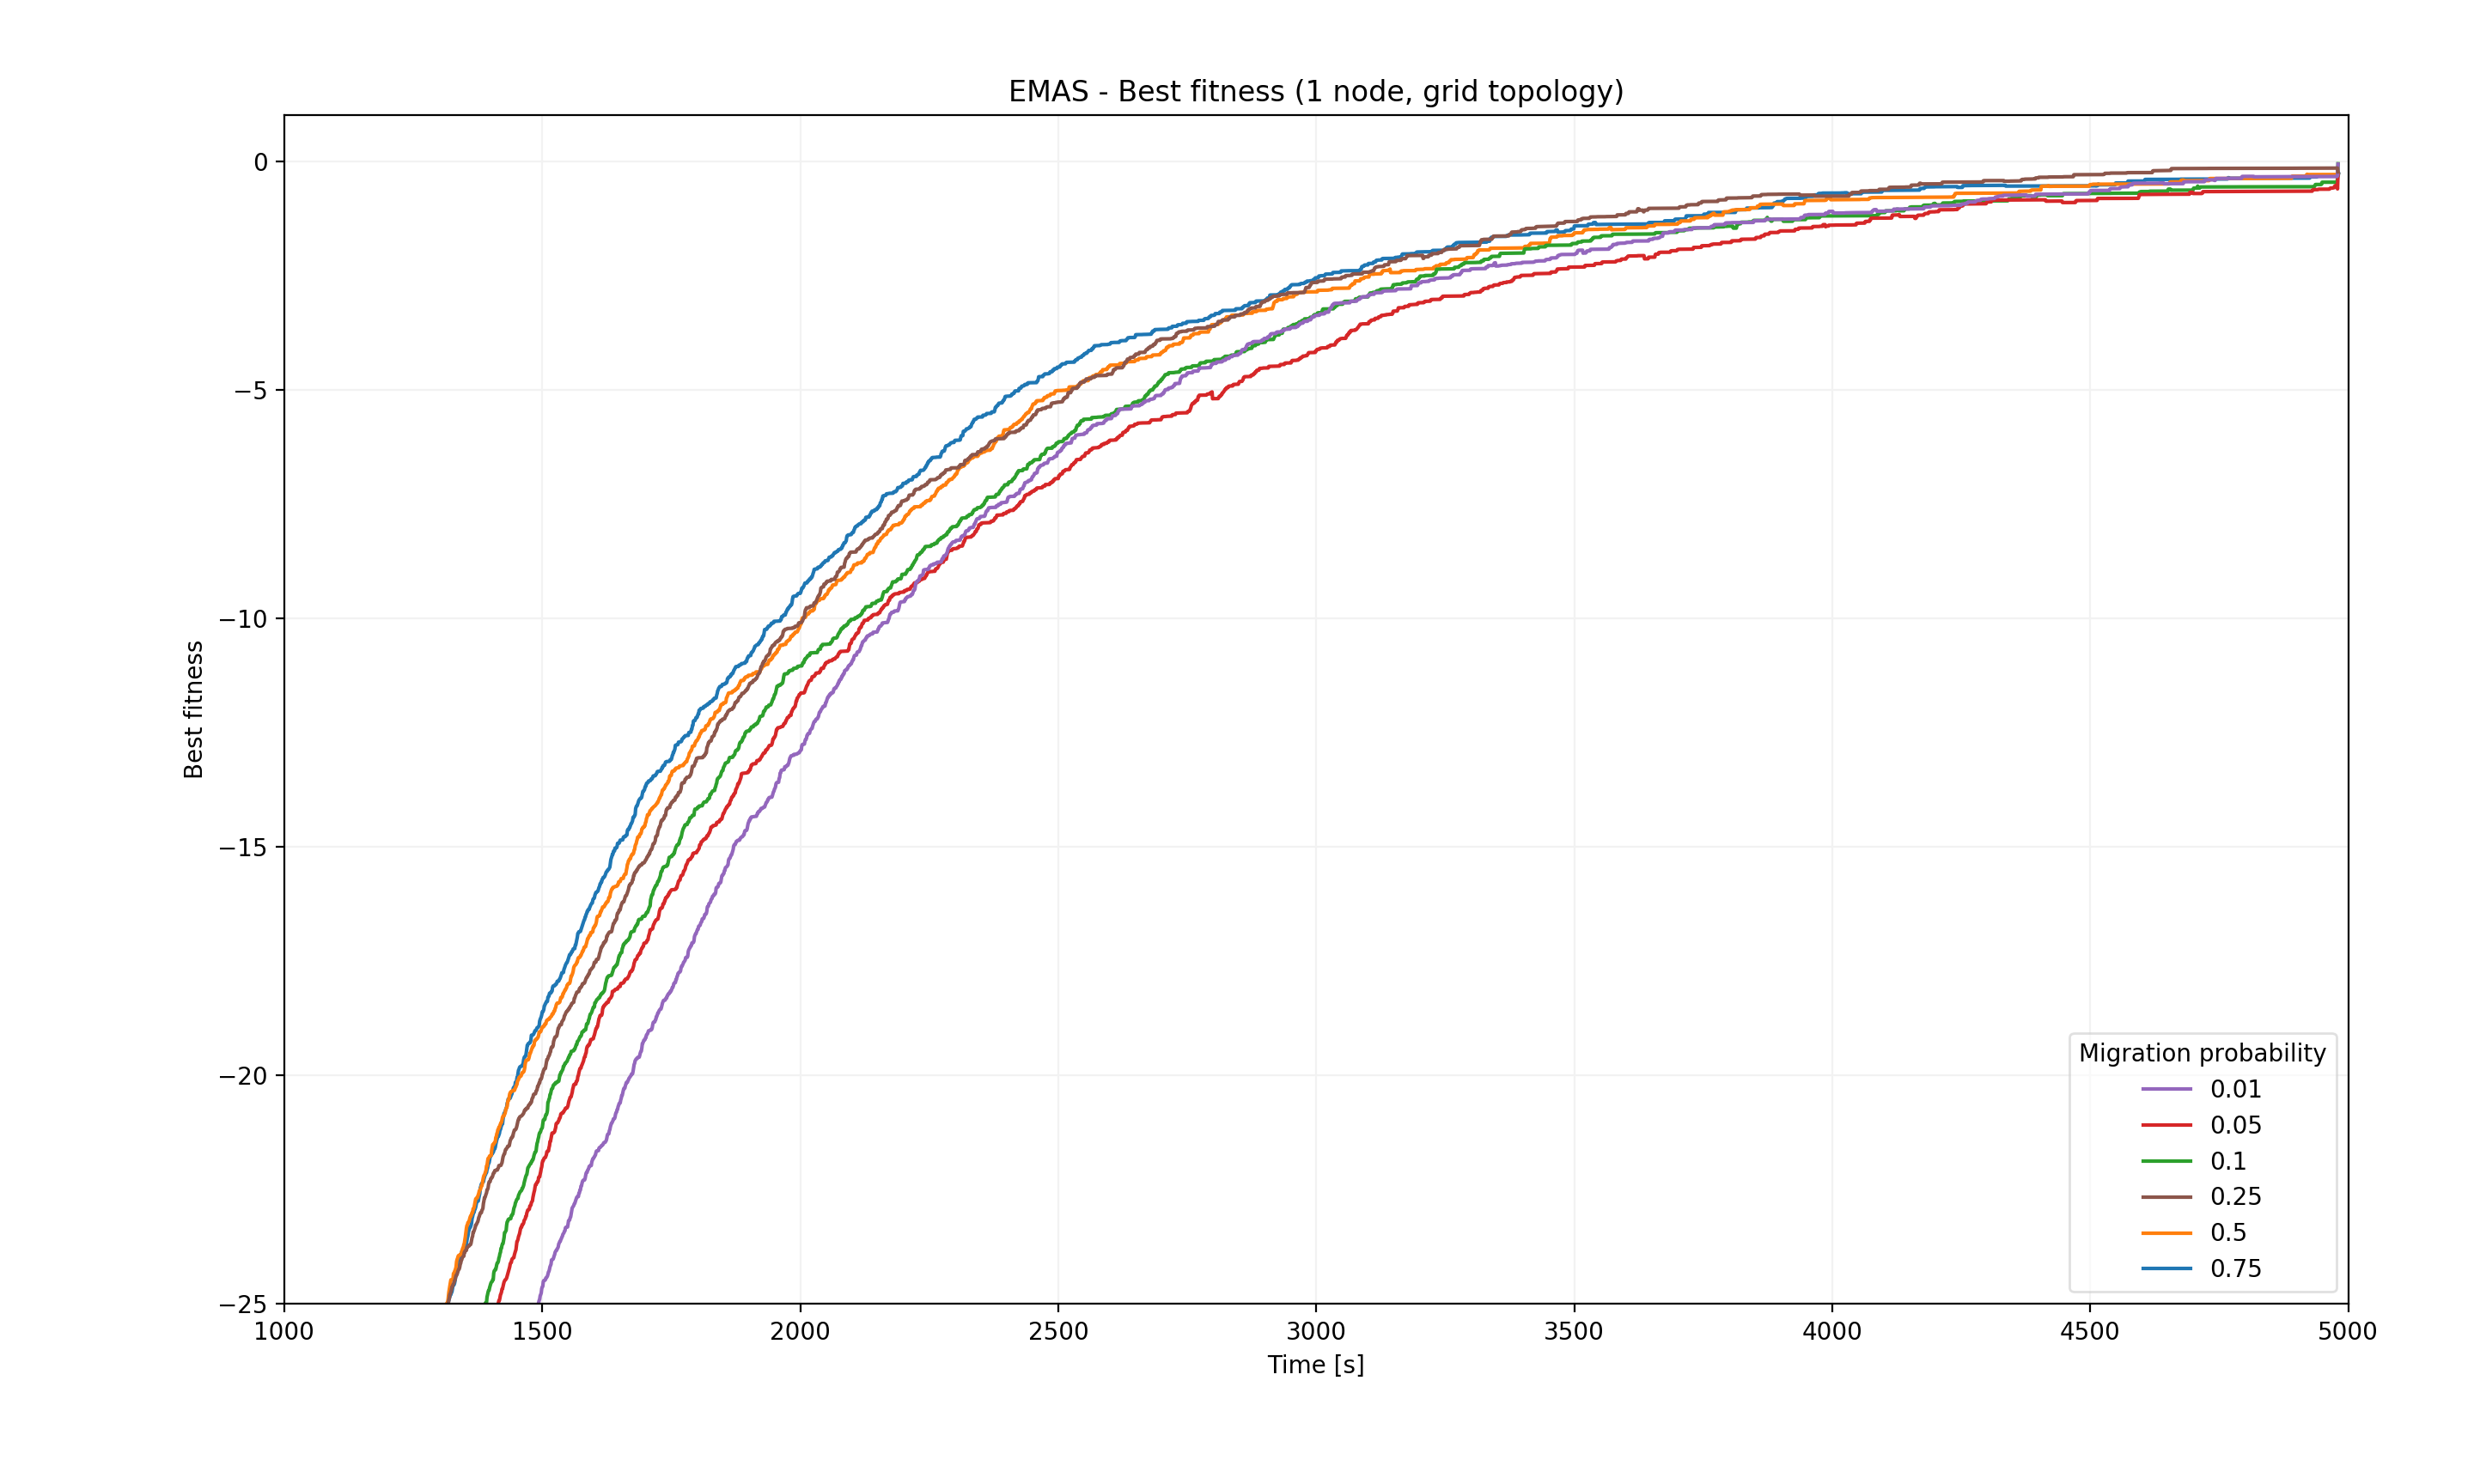 EMAS - Best fitness (1 node, grid topology)
0
−5
−10
−15
−20
−25
Best fitness
1000 1500 2000 2500 3000 3500 4000 4500 5000
Time [s]
Migration probability
0.01
0.05
0.1
0.25
0.5
0.75